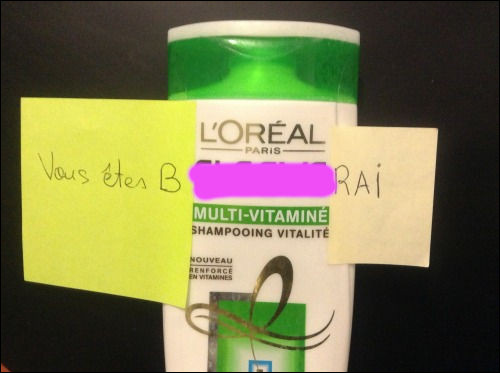 L'ORÉAL
PARIS
Vous êtes B RAI
MULTI-VITAMINÉ
SHAMPOOING VITALITÉ
NOUVEAU
RENFORCÉ
EN VITAMINES